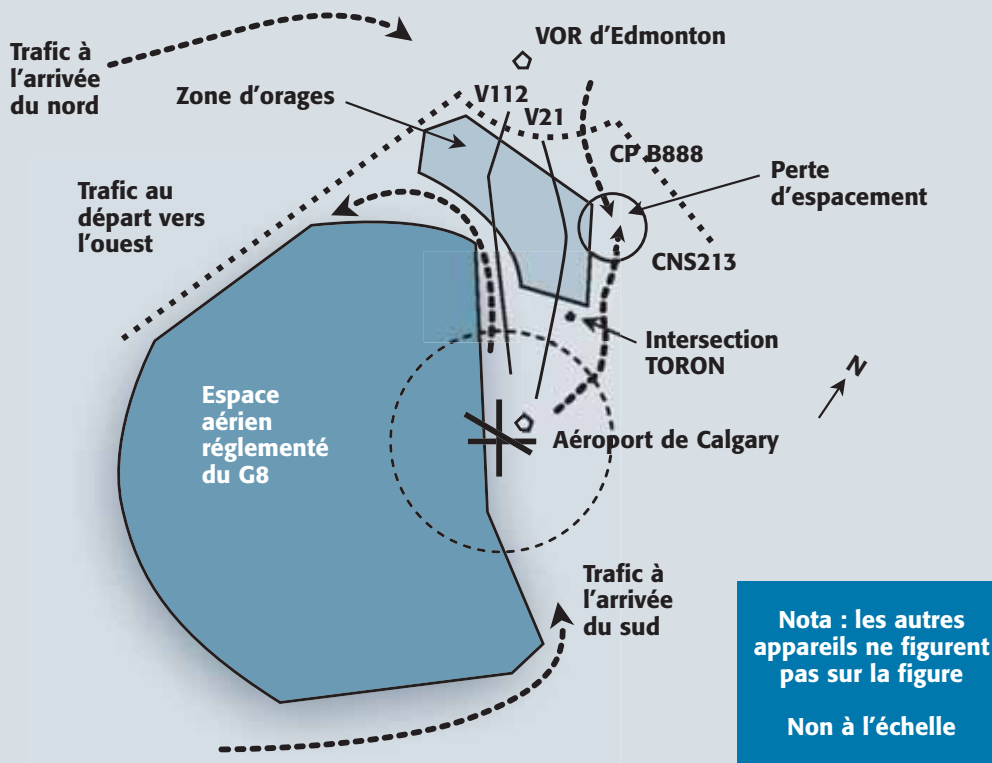 VOR d'Edmonton
Trafic à
l'arrivée
du nord
Zone d'orages
V112
V21
CP B888
Perte
d'espacement
Trafic au
départ vers
l'ouest
CNS213
Intersection
TORON
N
Espace
aérien
réglementé
du G8
Aéroport de Calgary
Trafic à
l'arrivée
du sud
Nota : les autres
appareils ne figurent
pas sur la figure
Non à l'échelle